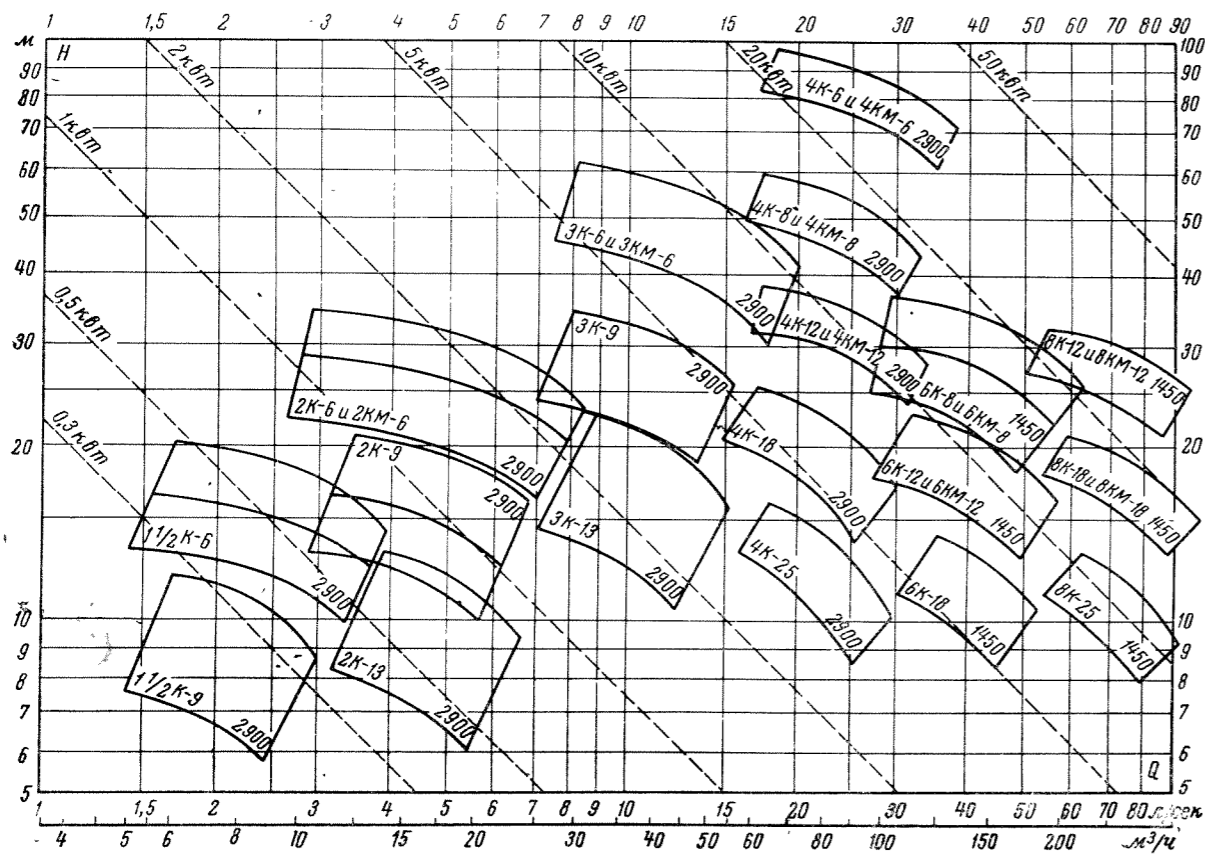 1 1,5 2 3 4 5 6 7 8 9 10 15 20 30 40 50 60 70 80 90
м H
100
90 90
80 80
70 70
60 60
50 50
40 40
30 30
20 20
10 10
9 9
8 8
7 7
6 6
5 5
Q
0,3 квт
0,5 квт
1 квт
2 квт
5 квт
10 квт
20 квт
50 квт
4К-6 и 4КМ-6 2900
4К-8 и 4КМ-8 2900
3К-6 и 3КМ-6 2900
3К-9 2900
4К-12 и 4КМ-12 2900
6К-8 и 6КМ-8 1450
8К-12 и 8КМ-12 1450
2К-6 и 2КМ-6 2900
2К-9 2900
4К-18 2900
6К-12 и 6КМ-12 1450
8К-18 и 8КМ-18 1450
1 1/2 К-6 2900
3К-13 2900
4К-25 2900
6К-18 1450
8К-25 1450
1 1/2 К-9 2900
2К-13 2900
1 1,5 2 3 4 5 6 7 8 9 10 20 30 40 50 60 70 80 л/сек
4 5 6 8 10 15 20 30 40 60 80 100 150 200 м³/ч